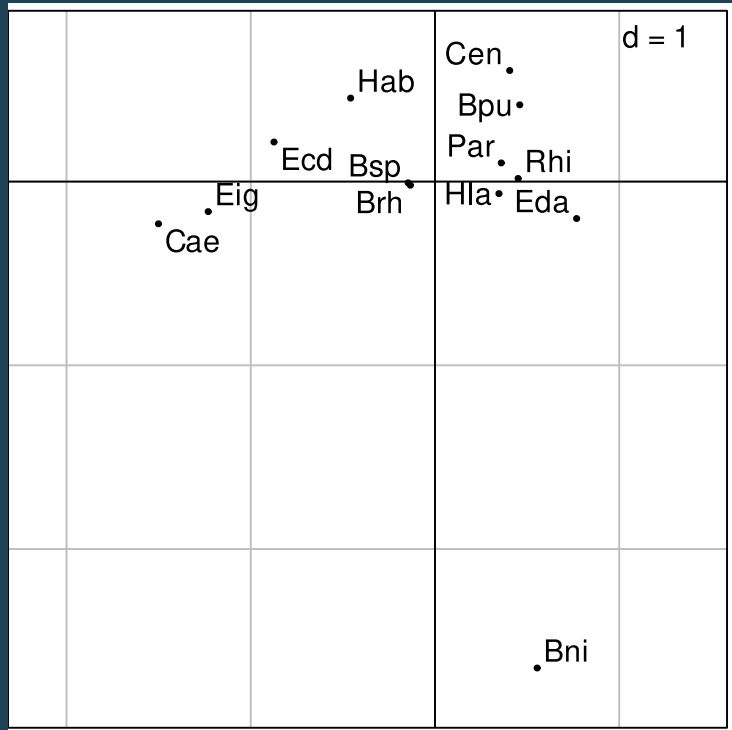 d = 1
Cen
Hab
Bpu
Par
Rhi
Ecd
Bsp
Eig
Hla
Eda
Brh
Cae
Bni